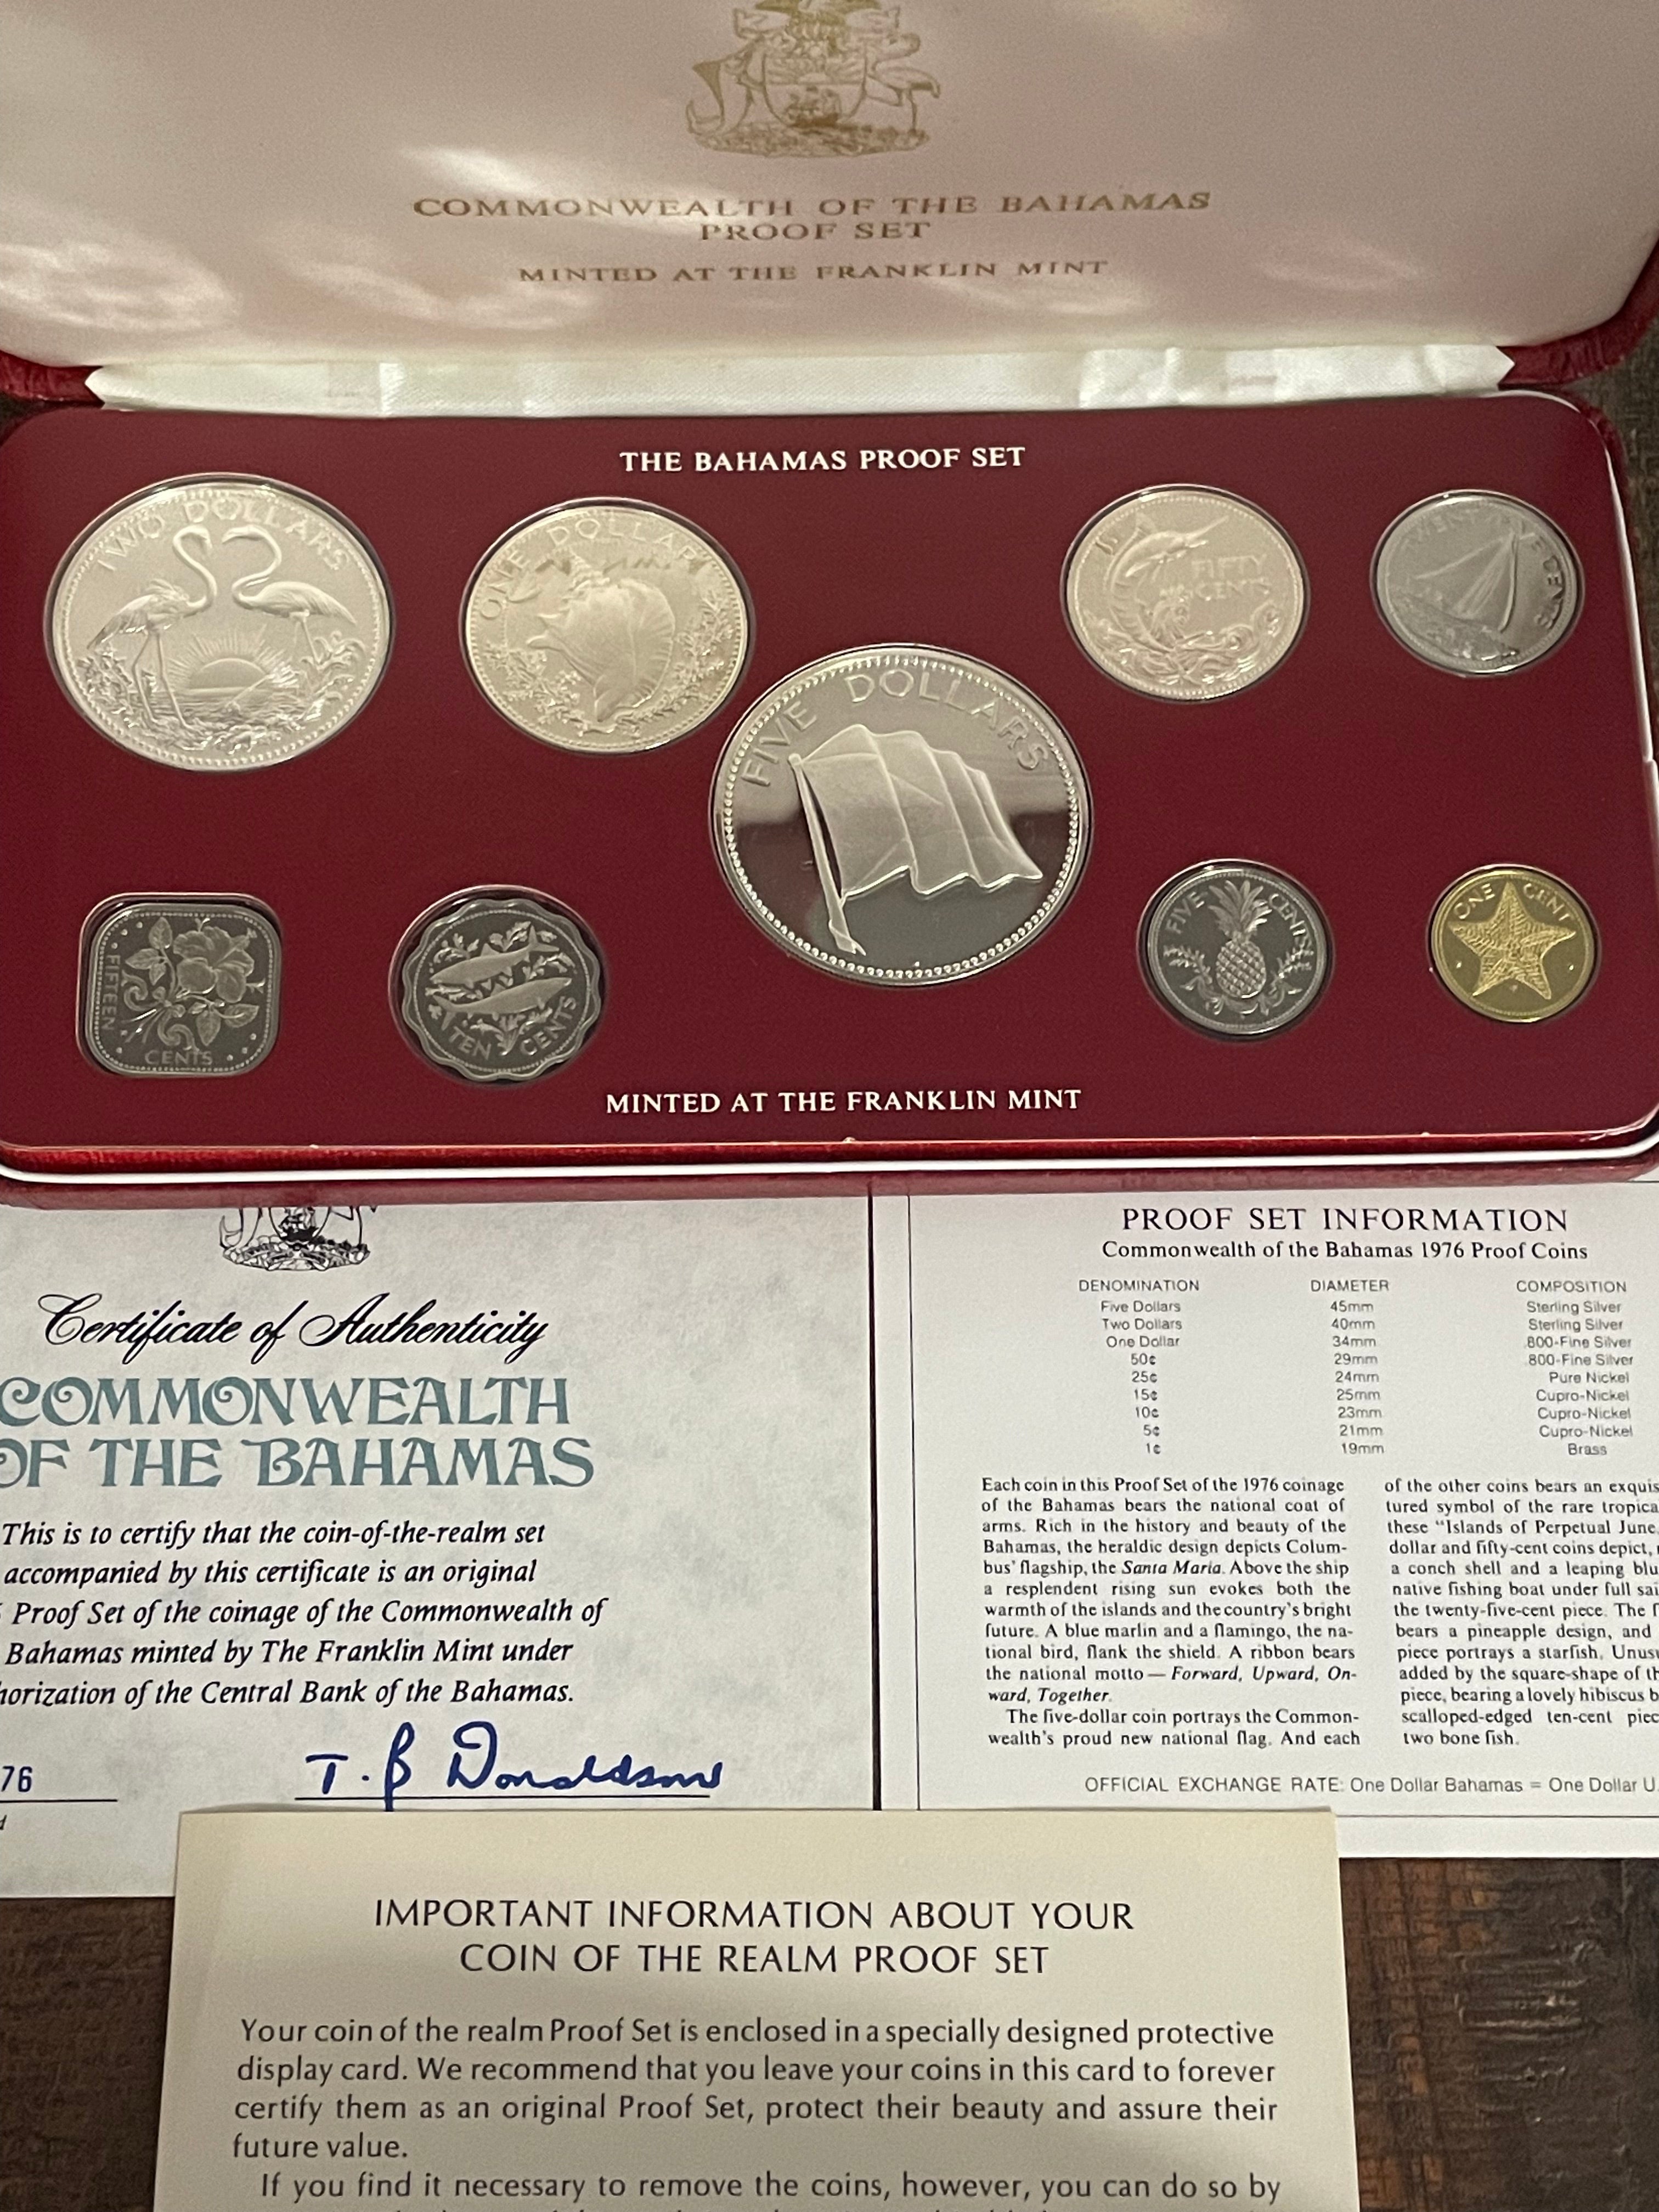 COMMONWEALTH OF THE BAHAMAS
PROOF SET
MINTED AT THE FRANKLIN MINT
THE BAHAMAS PROOF SET
TWO DOLLARS
ONE DOLLAR
FIVE DOLLARS
FIFTY
CENTS
TWENTY FIVE CENTS
FIFTEEN
CENTS
TEN CENTS
FIVE CENTS
ONE CENT
MINTED AT THE FRANKLIN MINT
Certificate of Authenticity
COMMONWEALTH
OF THE BAHAMAS
This is to certify that the coin-of-the-realm set
accompanied by this certificate is an original
Proof Set of the coinage of the Commonwealth of
Bahamas minted by The Franklin Mint under
horization of the Central Bank of the Bahamas.
76
T. B Donaldson
PROOF SET INFORMATION
Commonwealth of the Bahamas 1976 Proof Coins
DENOMINATION DIAMETER COMPOSITION
Five Dollars 45mm Sterling Silver
Two Dollars 40mm Sterling Silver
One Dollar 34mm .800-Fine Silver
50¢ 29mm .800-Fine Silver
25¢ 24mm Pure Nickel
15¢ 25mm Cupro-Nickel
10¢ 23mm Cupro-Nickel
5¢ 21mm Cupro-Nickel
1¢ 19mm Brass
Each coin in this Proof Set of the 1976 coinage
of the Bahamas bears the national coat of
arms. Rich in the history and beauty of the
Bahamas, the heraldic design depicts Colum-
bus' flagship, the Santa Maria. Above the ship
a resplendent rising sun evokes both the
warmth of the islands and the country's bright
future. A blue marlin and a flamingo, the na-
tional bird, flank the shield. A ribbon bears
the national motto — Forward, Upward, On-
ward, Together.
The five-dollar coin portrays the Common-
wealth's proud new national flag. And each
of the other coins bears an exquis
tured symbol of the rare tropica
these "Islands of Perpetual June.
dollar and fifty-cent coins depict,
a conch shell and a leaping blu
native fishing boat under full sai
the twenty-five-cent piece. The f
bears a pineapple design, and
piece portrays a starfish. Unusu
added by the square-shape of th
piece, bearing a lovely hibiscus b
scalloped-edged ten-cent piec
two bone fish.
OFFICIAL EXCHANGE RATE: One Dollar Bahamas = One Dollar U.
IMPORTANT INFORMATION ABOUT YOUR
COIN OF THE REALM PROOF SET
Your coin of the realm Proof Set is enclosed in a specially designed protective
display card. We recommend that you leave your coins in this card to forever
certify them as an original Proof Set, protect their beauty and assure their
future value.
If you find it necessary to remove the coins, however, you can do so by